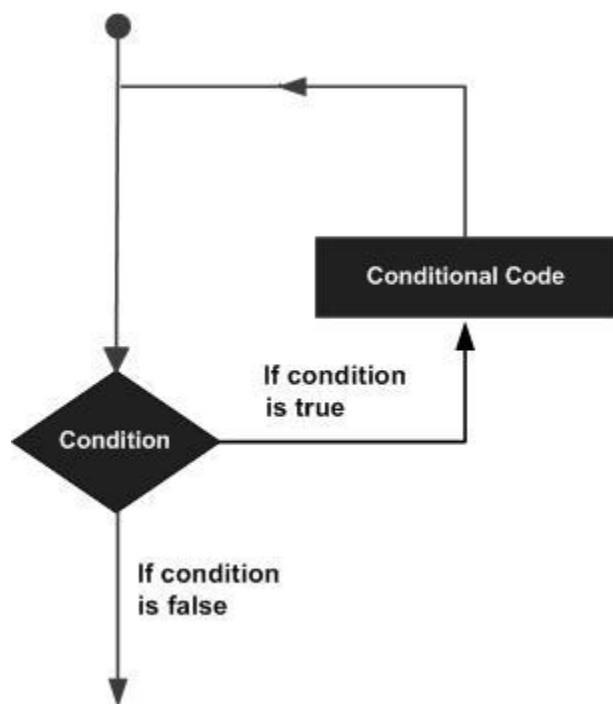 Conditional Code
If condition
is true
Condition
If condition
is false